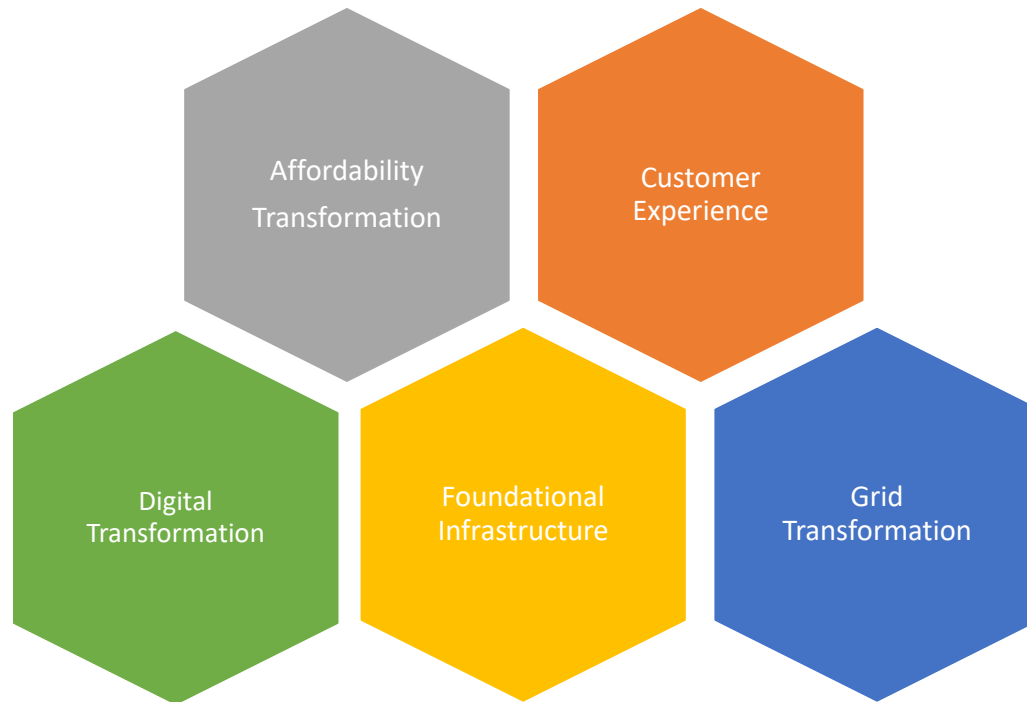 Affordability
Transformation
Customer
Experience
Digital
Transformation
Foundational
Infrastructure
Grid
Transformation